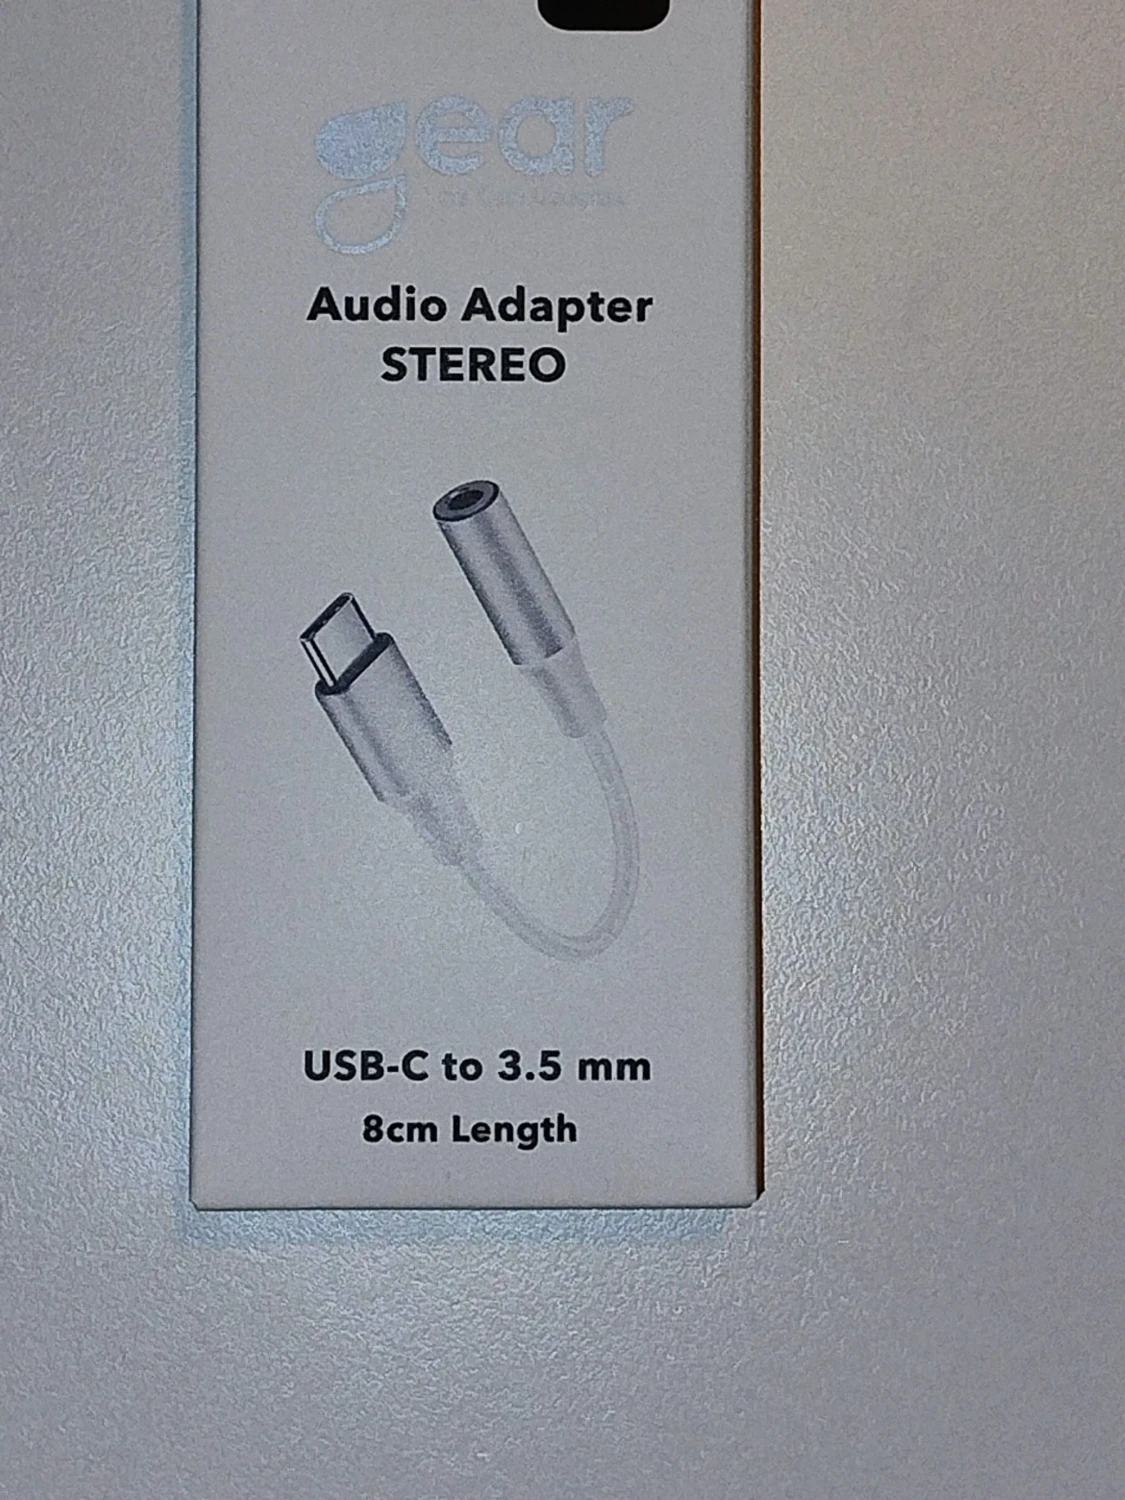 gear
Audio Adapter
STEREO
USB-C to 3.5 mm
8cm Length